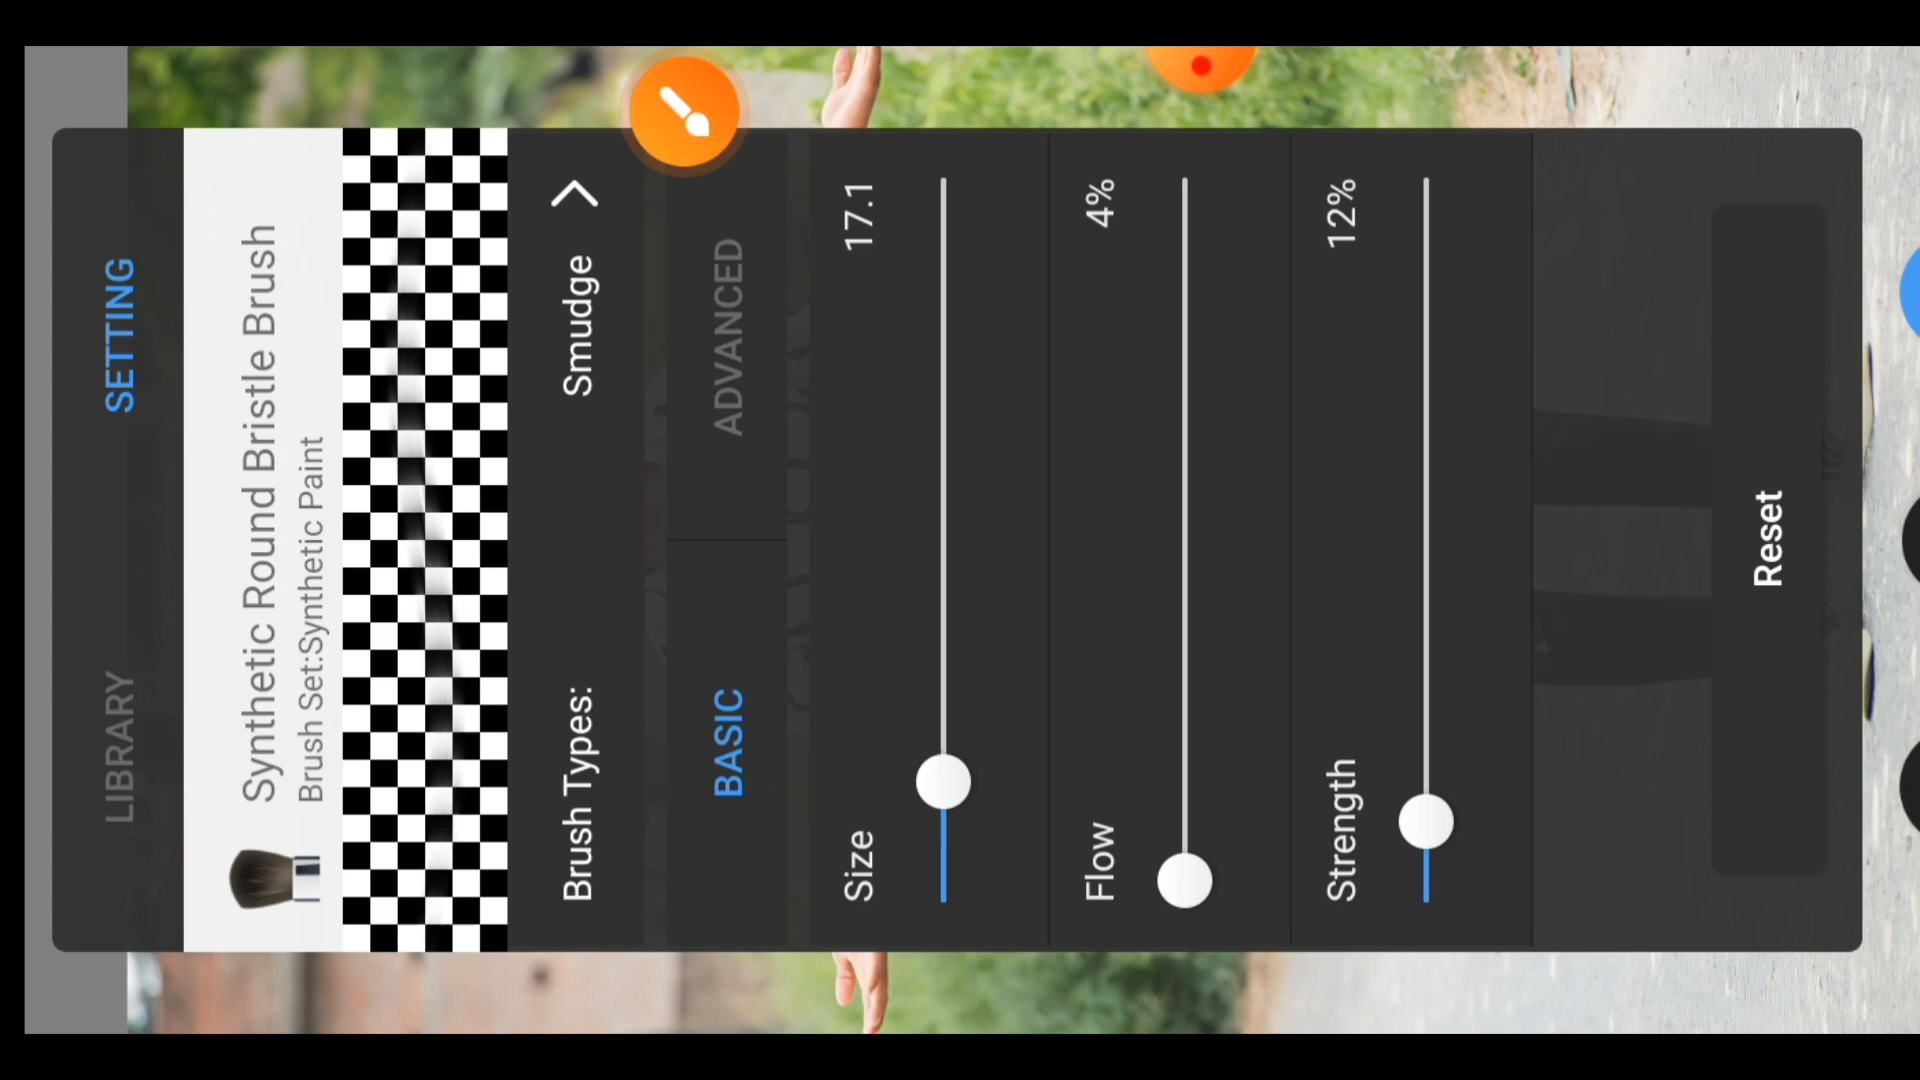 LIBRARY
SETTING
Synthetic Round Bristle Brush
Brush Set:Synthetic Paint
Brush Types:
Smudge
BASIC
ADVANCED
Size
17.1
Flow
4%
Strength
12%
Reset